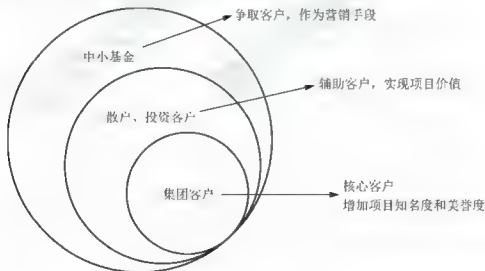 争取客户，作为营销手段
中小基金
辅助客户，实现项目价值
散户、投资客户
集团客户
核心客户
增加项目知名度和美誉度